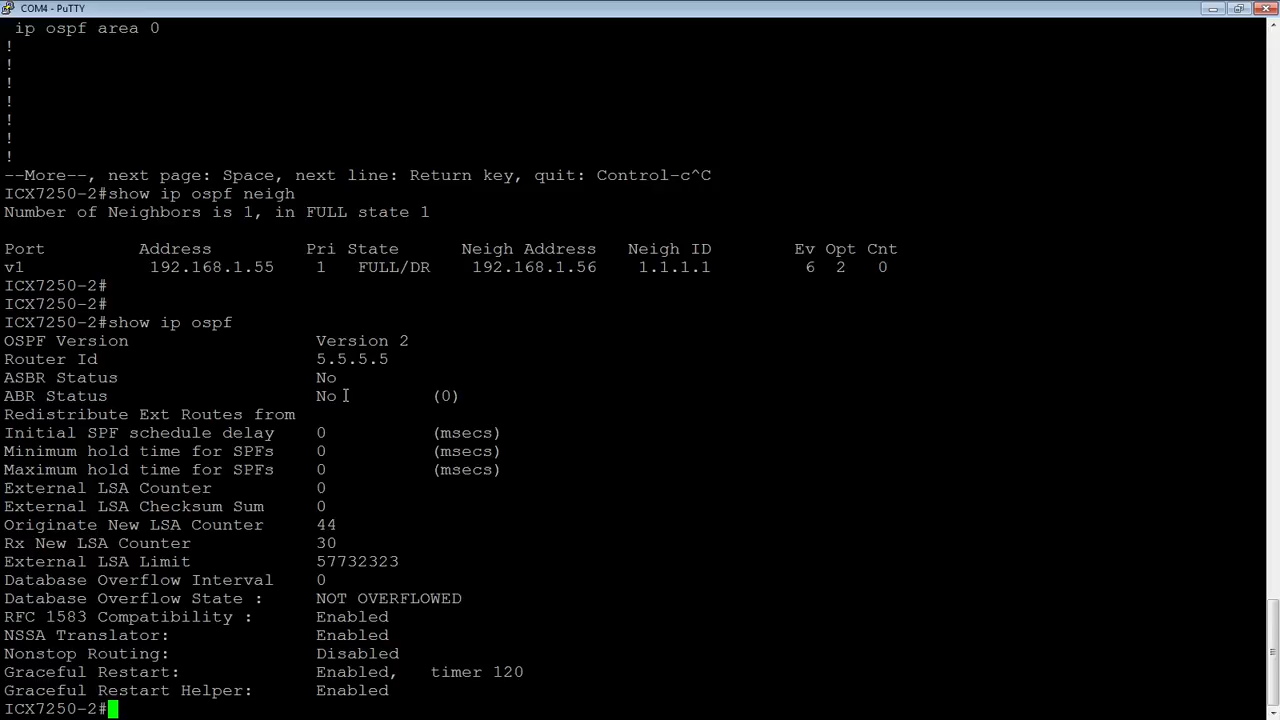 COM4 - PuTTY
ip ospf area 0
!
!
!
!
!
!
!
--More--, next page: Space, next line: Return key, quit: Control-c^C
ICX7250-2#show ip ospf neigh
Number of Neighbors is 1, in FULL state 1
Port Address Pri State Neigh Address Neigh ID Ev Opt Cnt
v1 192.168.1.55 1 FULL/DR 192.168.1.56 1.1.1.1 6 2 0
ICX7250-2#
ICX7250-2#
ICX7250-2#show ip ospf
OSPF Version Version 2
Router Id 5.5.5.5
ASBR Status No
ABR Status No (0)
Redistribute Ext Routes from
Initial SPF schedule delay 0 (msecs)
Minimum hold time for SPFs 0 (msecs)
Maximum hold time for SPFs 0 (msecs)
External LSA Counter 0
External LSA Checksum Sum 0
Originate New LSA Counter 44
Rx New LSA Counter 30
External LSA Limit 57732323
Database Overflow Interval 0
Database Overflow State : NOT OVERFLOWED
RFC 1583 Compatibility : Enabled
NSSA Translator: Enabled
Nonstop Routing: Disabled
Graceful Restart: Enabled, timer 120
Graceful Restart Helper: Enabled
ICX7250-2#